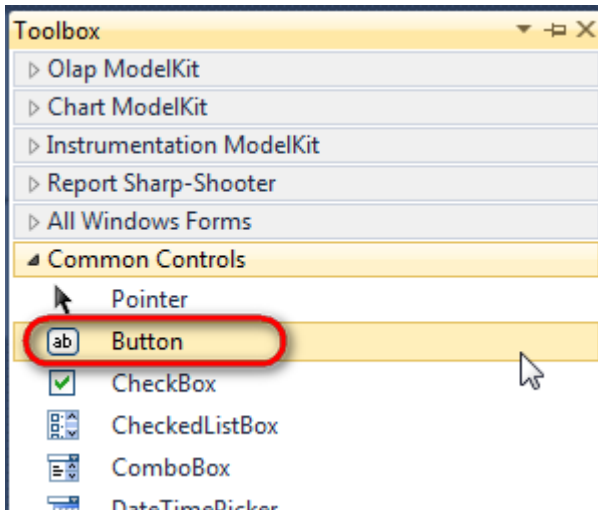 Toolbox
Olap ModelKit
Chart ModelKit
Instrumentation ModelKit
Report Sharp-Shooter
All Windows Forms
Common Controls
Pointer
ab Button
CheckBox
CheckedListBox
ComboBox
DateTimePicker